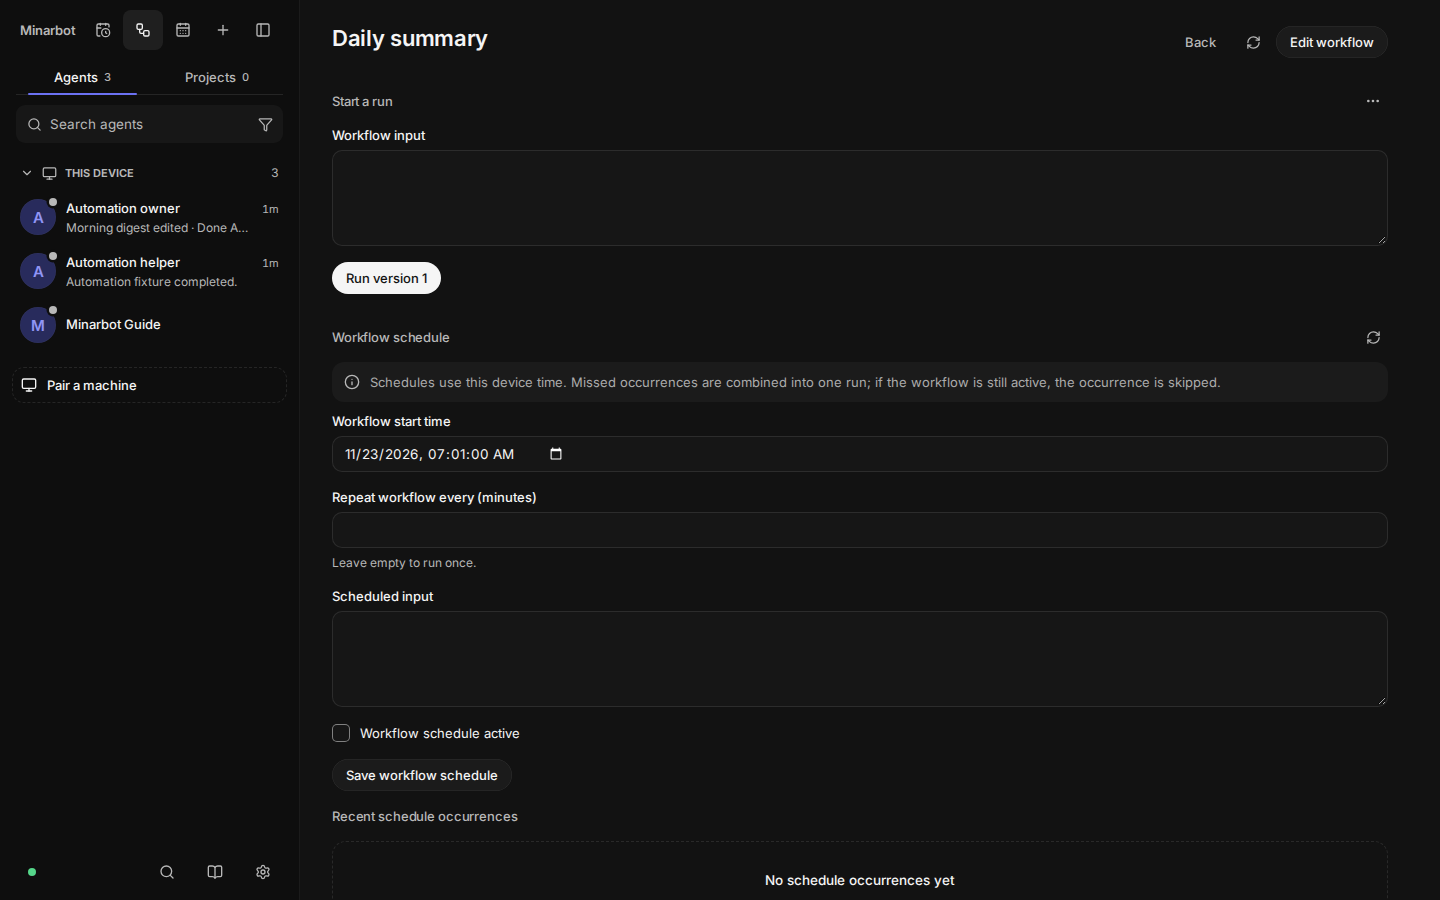 Minarbot
Agents 3
Projects 0
Search agents
THIS DEVICE 3
A
Automation owner 1m
Morning digest edited · Done A...
A
Automation helper 1m
Automation fixture completed.
M
Minarbot Guide
Pair a machine
Daily summary
Back
Edit workflow
Start a run
Workflow input
Run version 1
Workflow schedule
Schedules use this device time. Missed occurrences are combined into one run; if the workflow is still active, the occurrence is skipped.
Workflow start time
11/23/2026, 07:01:00 AM
Repeat workflow every (minutes)
Leave empty to run once.
Scheduled input
Workflow schedule active
Save workflow schedule
Recent schedule occurrences
No schedule occurrences yet